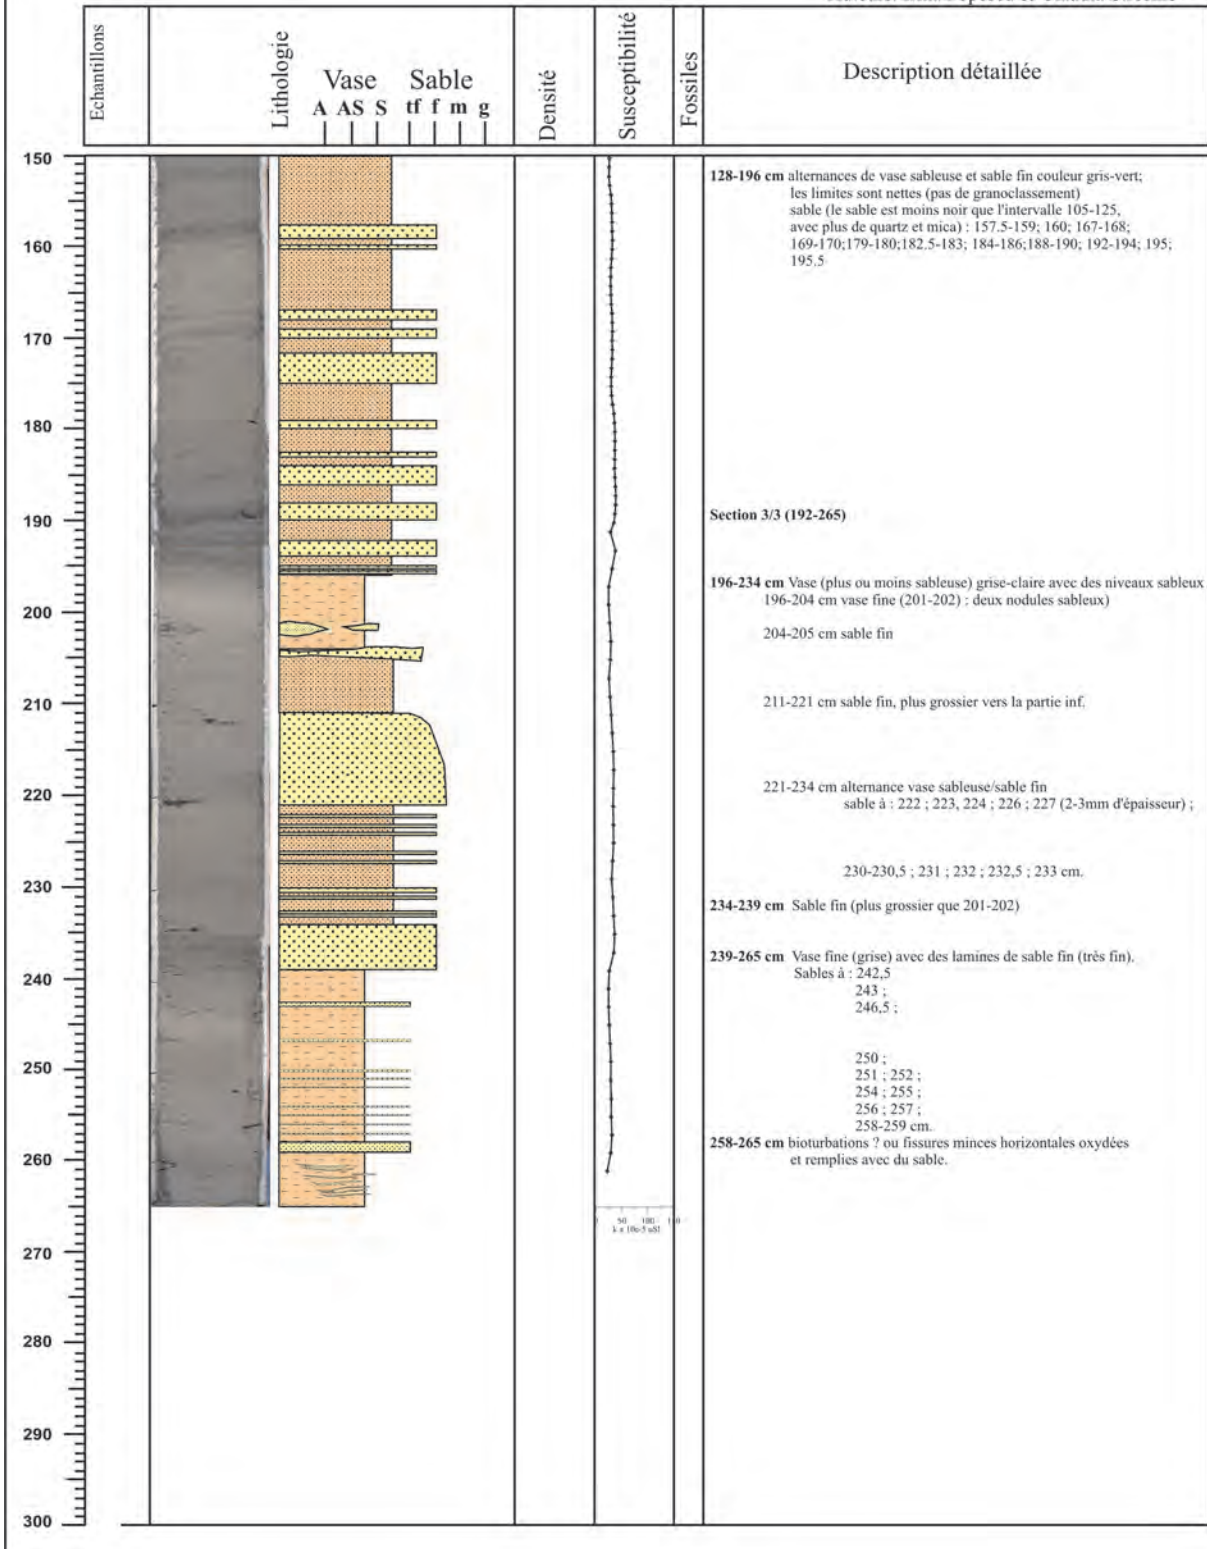 Echantillons
Lithologie
Vase Sable
A AS S tf f m g
Densité
Susceptibilité
Fossiles
Description détaillée
150
160
170
180
190
200
210
220
230
240
250
260
270
280
290
300
128-196 cm alternances de vase sableuse et sable fin couleur gris-vert;
les limites sont nettes (pas de granoclassement)
sable (le sable est moins noir que l'intervalle 105-125,
avec plus de quartz et mica) : 157.5-159; 160; 167-168;
169-170;179-180;182.5-183; 184-186;188-190; 192-194; 195;
195.5
Section 3/3 (192-265)
196-234 cm Vase (plus ou moins sableuse) grise-claire avec des niveaux sableux
196-204 cm vase fine (201-202) : deux nodules sableux)
204-205 cm sable fin
211-221 cm sable fin, plus grossier vers la partie inf.
221-234 cm alternance vase sableuse/sable fin
sable à : 222 ; 223, 224 ; 226 ; 227 (2-3mm d'épaisseur) ;
230-230,5 ; 231 ; 232 ; 232,5 ; 233 cm.
234-239 cm Sable fin (plus grossier que 201-202)
239-265 cm Vase fine (grise) avec des lamines de sable fin (très fin).
Sables à : 242,5
243 ;
246,5 ;
250 ;
251 ; 252 ;
254 ; 255 ;
256 ; 257 ;
258-259 cm.
258-265 cm bioturbations ? ou fissures minces horizontales oxydées
et remplies avec du sable.
50 100